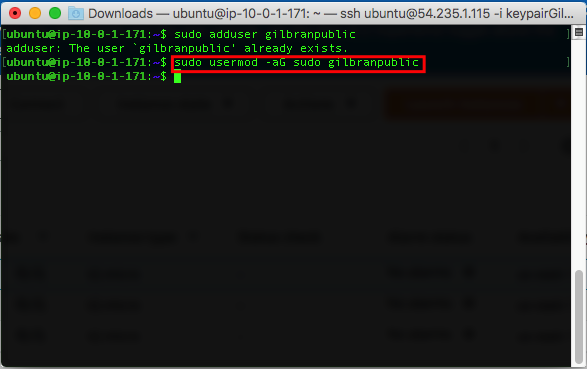 Downloads — ubuntu@ip-10-0-1-171: ~ — ssh ubuntu@54.235.1.115 -i keypairGil...
[ubuntu@ip-10-0-1-171:~$ sudo adduser gilbranpublic ]
adduser: The user `gilbranpublic' already exists.
[ubuntu@ip-10-0-1-171:~$ sudo usermod -aG sudo gilbranpublic ]
ubuntu@ip-10-0-1-171:~$